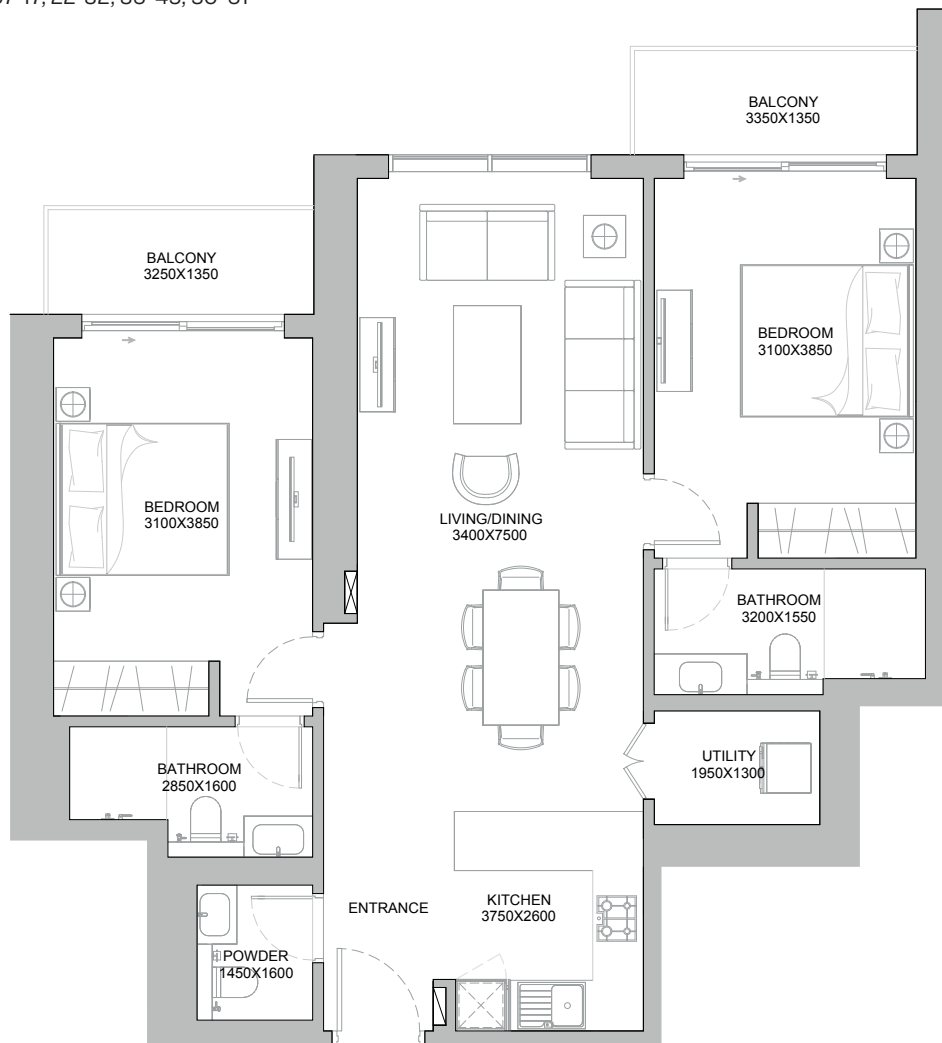 BALCONY
3350X1350
BALCONY
3250X1350
BEDROOM
3100X3850
BEDROOM
3100X3850
LIVING/DINING
3400X7500
BATHROOM
3200X1550
UTILITY
1950X1300
BATHROOM
2850X1600
KITCHEN
3750X2600
ENTRANCE
POWDER
1450X1600